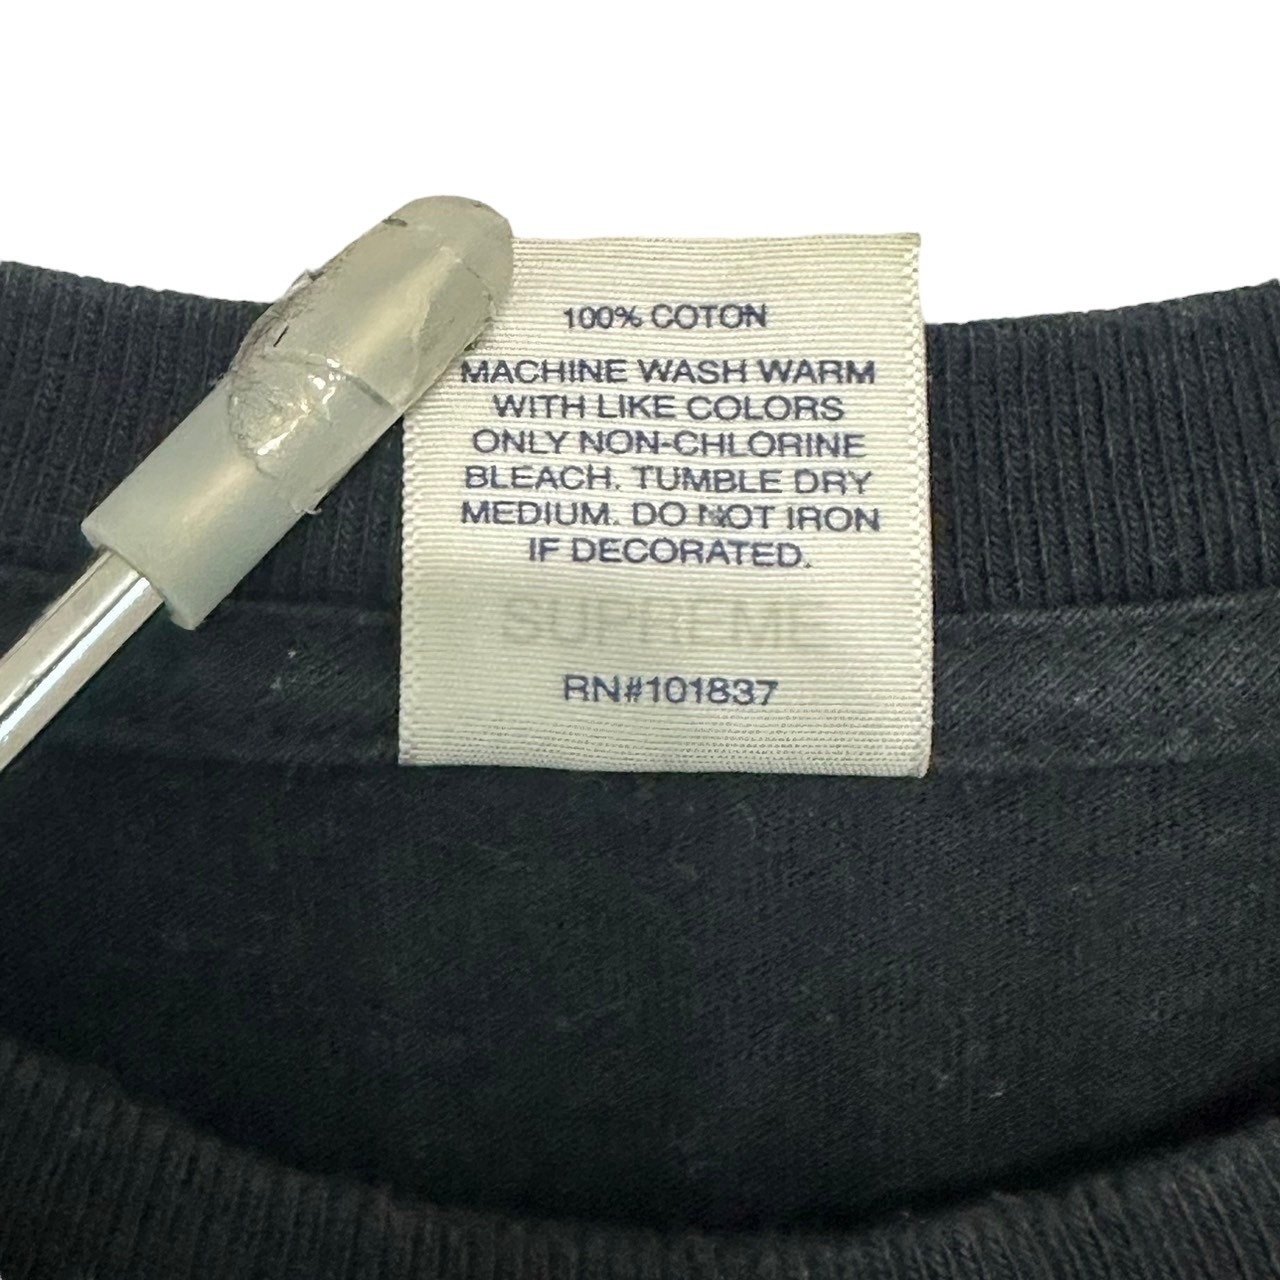 100% COTON
MACHINE WASH WARM
WITH LIKE COLORS
ONLY NON-CHLORINE
BLEACH. TUMBLE DRY
MEDIUM. DO NOT IRON
IF DECORATED.
SUPREME
RN#101837